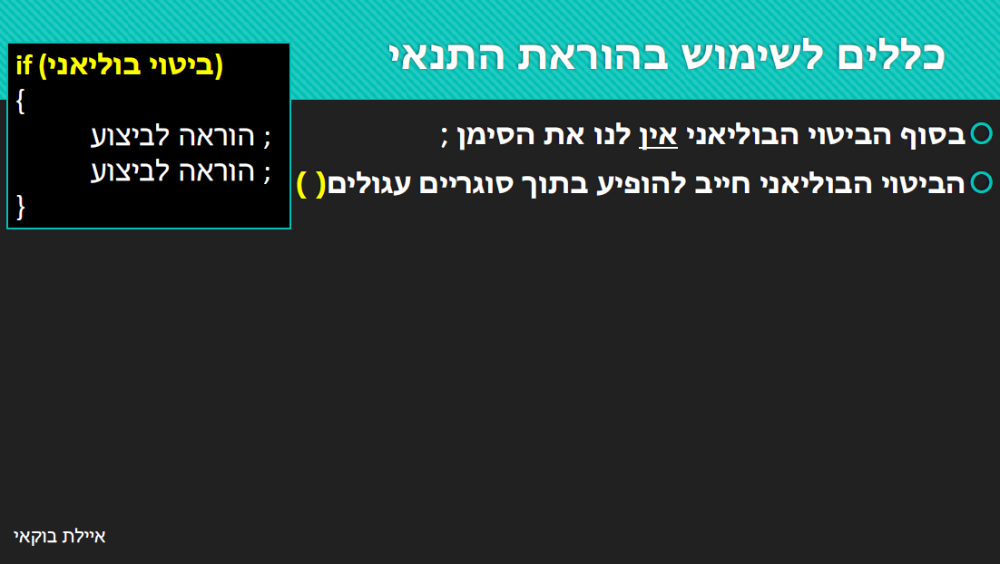 כללים לשימוש בהוראת התנאי
if (ביטוי בוליאני)
{
הוראה לביצוע ;
הוראה לביצוע ;
}
בסוף הביטוי הבוליאני אין לנו את הסימן ;
הביטוי הבוליאני חייב להופיע בתוך סוגריים עגולים( )
איילת בוקאי